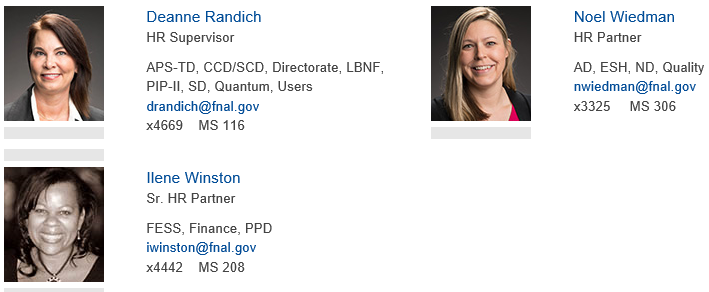 Deanne Randich
HR Supervisor
APS-TD, CCD/SCD, Directorate, LBNF,
PIP-II, SD, Quantum, Users
drandich@fnal.gov
x4669 MS 116
Noel Wiedman
HR Partner
AD, ESH, ND, Quality
nwiedman@fnal.gov
x3325 MS 306
Ilene Winston
Sr. HR Partner
FESS, Finance, PPD
iwinston@fnal.gov
x4442 MS 208